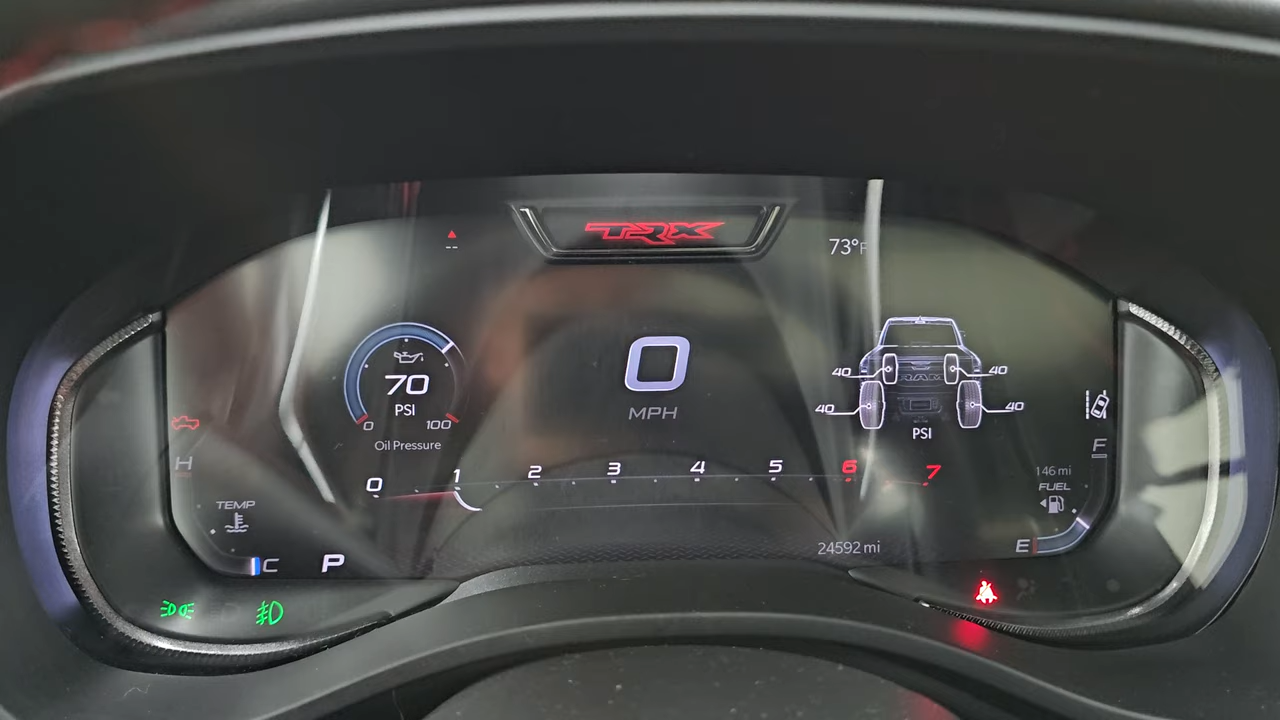 TRX
--
73°F
70
PSI
0 100
Oil Pressure
0
MPH
RAM
40 40
40 40
PSI
H
F
0 1 2 3 4 5 6 7
146 mi
FUEL
TEMP
C
P
24592 mi
E